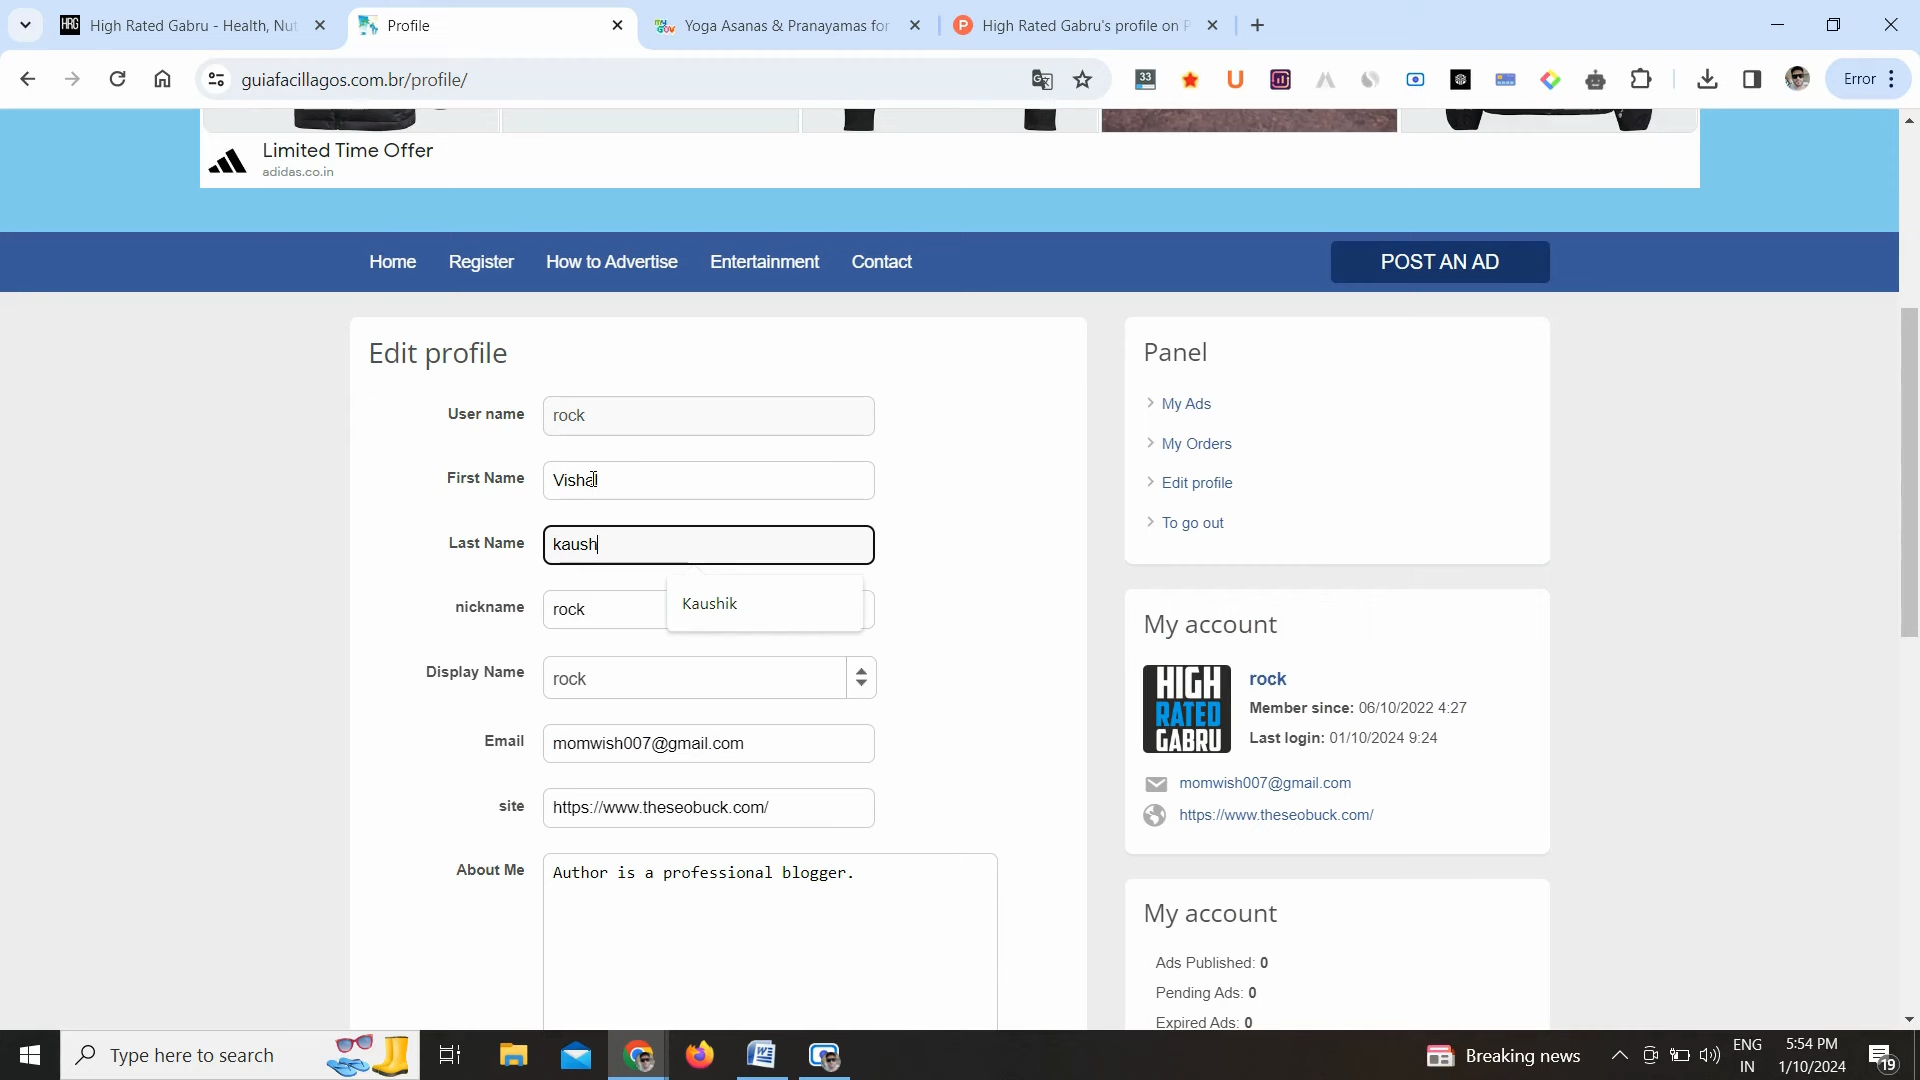 High Rated Gabru - Health, Nut
Profile
Yoga Asanas & Pranayamas for
High Rated Gabru's profile on P
guiafacillagos.com.br/profile/
33
Error
Limited Time Offer
adidas.co.in
Home
Register
How to Advertise
Entertainment
Contact
POST AN AD
Edit profile
User name
rock
First Name
Vishal
Last Name
kaush
Kaushik
nickname
rock
Display Name
rock
Email
momwish007@gmail.com
site
https://www.theseobuck.com/
About Me
Author is a professional blogger.
Panel
My Ads
My Orders
Edit profile
To go out
My account
HIGH
RATED
GABRU
rock
Member since: 06/10/2022 4:27
Last login: 01/10/2024 9:24
momwish007@gmail.com
https://www.theseobuck.com/
My account
Ads Published: 0
Pending Ads: 0
Expired Ads: 0
Type here to search
Breaking news
ENG
IN
5:54 PM
1/10/2024
19